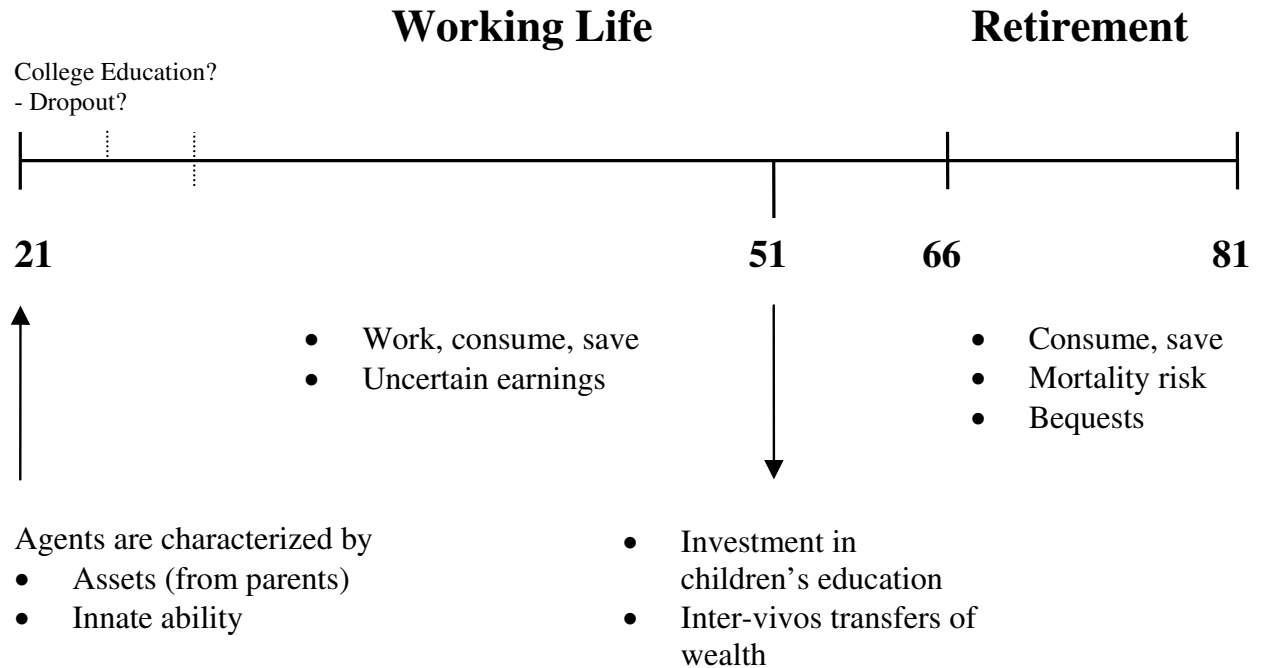 Working Life
Retirement
College Education?
- Dropout?
21
51
66
81
• Work, consume, save
• Uncertain earnings
• Consume, save
• Mortality risk
• Bequests
Agents are characterized by
• Assets (from parents)
• Innate ability
• Investment in
children’s education
• Inter-vivos transfers of
wealth